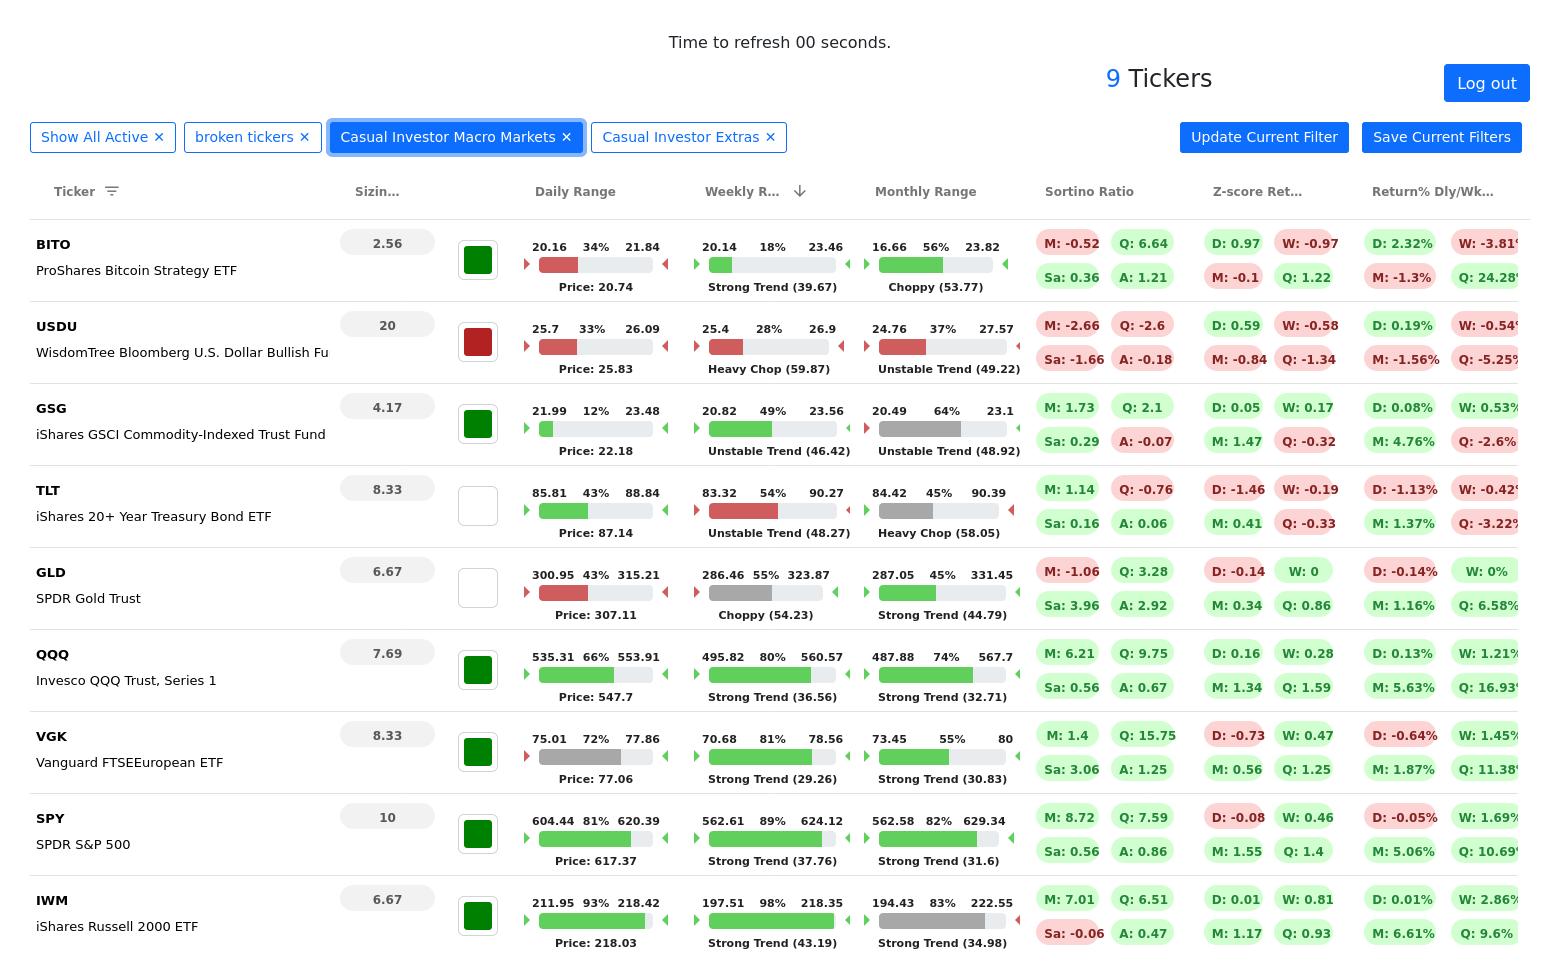 Time to refresh 00 seconds.
9 Tickers
Log out
Show All Active ✕ broken tickers ✕ Casual Investor Macro Markets ✕ Casual Investor Extras ✕ Update Current Filter Save Current Filters
Ticker Sizin... Daily Range Weekly R... Monthly Range Sortino Ratio Z-score Ret... Return% Dly/Wk...
BITO 2.56 20.16 34% 21.84 20.14 18% 23.46 16.66 56% 23.82 M: -0.52 Q: 6.64 D: 0.97 W: -0.97 D: 2.32% W: -3.81%
ProShares Bitcoin Strategy ETF Price: 20.74 Strong Trend (39.67) Choppy (53.77) Sa: 0.36 A: 1.21 M: -0.1 Q: 1.22 M: -1.3% Q: 24.28%
USDU 20 25.7 33% 26.09 25.4 28% 26.9 24.76 37% 27.57 M: -2.66 Q: -2.6 D: 0.59 W: -0.58 D: 0.19% W: -0.54%
WisdomTree Bloomberg U.S. Dollar Bullish Fu Price: 25.83 Heavy Chop (59.87) Unstable Trend (49.22) Sa: -1.66 A: -0.18 M: -0.84 Q: -1.34 M: -1.56% Q: -5.25%
GSG 4.17 21.99 12% 23.48 20.82 49% 23.56 20.49 64% 23.1 M: 1.73 Q: 2.1 D: 0.05 W: 0.17 D: 0.08% W: 0.53%
iShares GSCI Commodity-Indexed Trust Fund Price: 22.18 Unstable Trend (46.42) Unstable Trend (48.92) Sa: 0.29 A: -0.07 M: 1.47 Q: -0.32 M: 4.76% Q: -2.6%
TLT 8.33 85.81 43% 88.84 83.32 54% 90.27 84.42 45% 90.39 M: 1.14 Q: -0.76 D: -1.46 W: -0.19 D: -1.13% W: -0.42%
iShares 20+ Year Treasury Bond ETF Price: 87.14 Unstable Trend (48.27) Heavy Chop (58.05) Sa: 0.16 A: 0.06 M: 0.41 Q: -0.33 M: 1.37% Q: -3.22%
GLD 6.67 300.95 43% 315.21 286.46 55% 323.87 287.05 45% 331.45 M: -1.06 Q: 3.28 D: -0.14 W: 0 D: -0.14% W: 0%
SPDR Gold Trust Price: 307.11 Choppy (54.23) Strong Trend (44.79) Sa: 3.96 A: 2.92 M: 0.34 Q: 0.86 M: 1.16% Q: 6.58%
QQQ 7.69 535.31 66% 553.91 495.82 80% 560.57 487.88 74% 567.7 M: 6.21 Q: 9.75 D: 0.16 W: 0.28 D: 0.13% W: 1.21%
Invesco QQQ Trust, Series 1 Price: 547.7 Strong Trend (36.56) Strong Trend (32.71) Sa: 0.56 A: 0.67 M: 1.34 Q: 1.59 M: 5.63% Q: 16.93%
VGK 8.33 75.01 72% 77.86 70.68 81% 78.56 73.45 55% 80 M: 1.4 Q: 15.75 D: -0.73 W: 0.47 D: -0.64% W: 1.45%
Vanguard FTSEEuropean ETF Price: 77.06 Strong Trend (29.26) Strong Trend (30.83) Sa: 3.06 A: 1.25 M: 0.56 Q: 1.25 M: 1.87% Q: 11.38%
SPY 10 604.44 81% 620.39 562.61 89% 624.12 562.58 82% 629.34 M: 8.72 Q: 7.59 D: -0.08 W: 0.46 D: -0.05% W: 1.69%
SPDR S&P 500 Price: 617.37 Strong Trend (37.76) Strong Trend (31.6) Sa: 0.56 A: 0.86 M: 1.55 Q: 1.4 M: 5.06% Q: 10.69%
IWM 6.67 211.95 93% 218.42 197.51 98% 218.35 194.43 83% 222.55 M: 7.01 Q: 6.51 D: 0.01 W: 0.81 D: 0.01% W: 2.86%
iShares Russell 2000 ETF Price: 218.03 Strong Trend (43.19) Strong Trend (34.98) Sa: -0.06 A: 0.47 M: 1.17 Q: 0.93 M: 6.61% Q: 9.6%